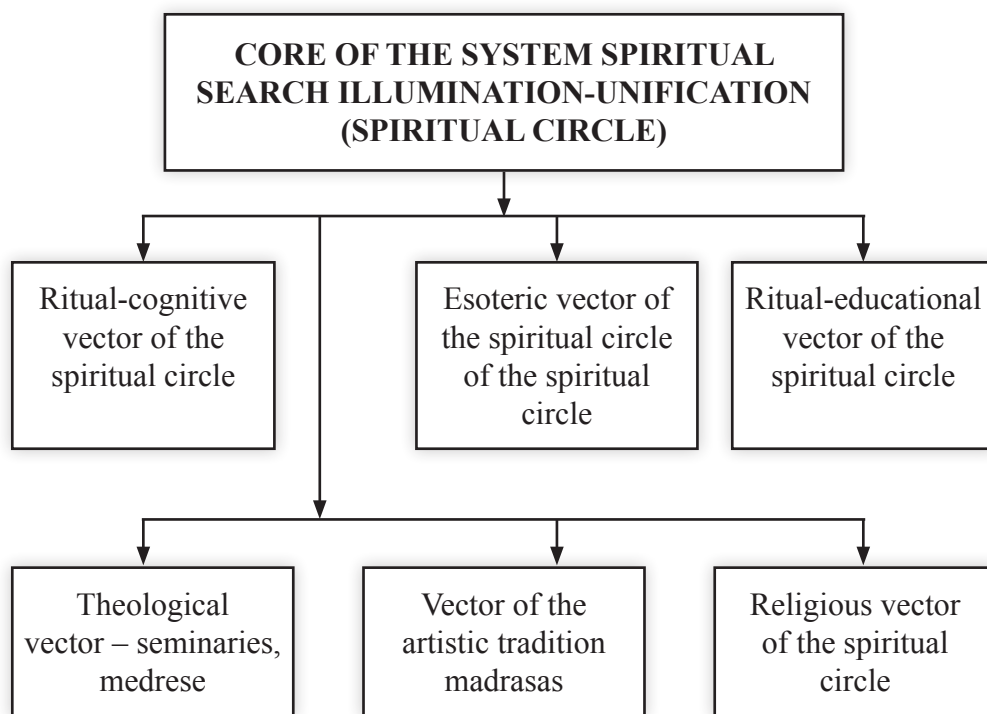 CORE OF THE SYSTEM SPIRITUAL
SEARCH ILLUMINATION-UNIFICATION
(SPIRITUAL CIRCLE)
Ritual-cognitive
vector of the
spiritual circle
Esoteric vector of
the spiritual circle
of the spiritual
circle
Ritual-educational
vector of the
spiritual circle
Theological
vector – seminaries,
medrese
Vector of the
artistic tradition
madrasas
Religious vector
of the spiritual
circle